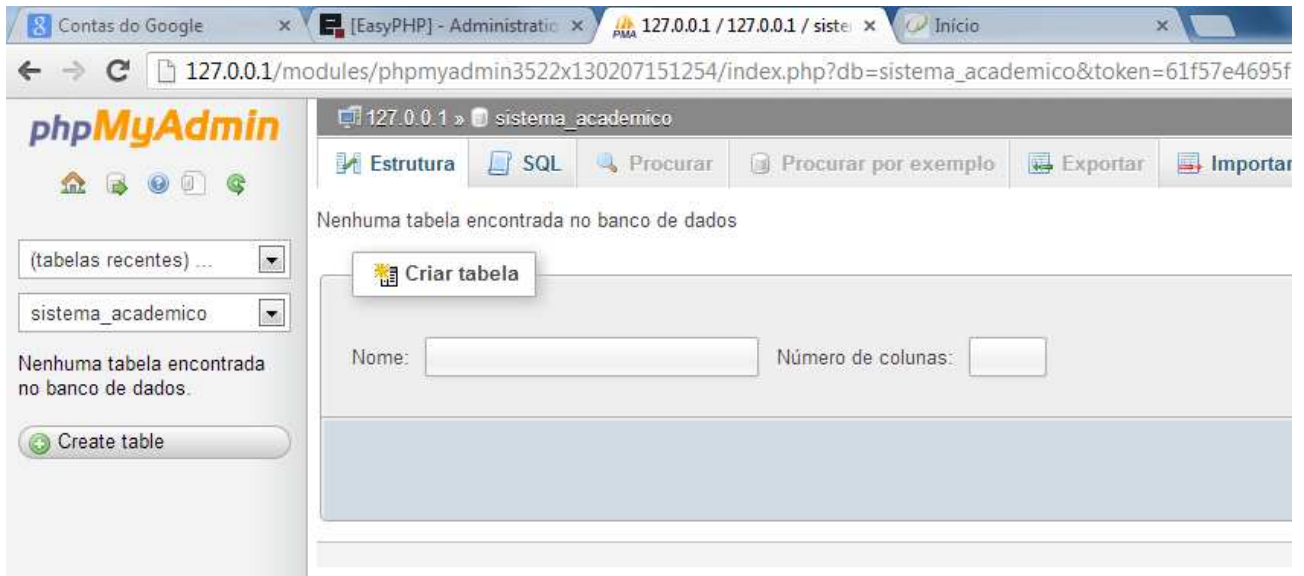 Contas do Google
[EasyPHP] - Administratio
127.0.0.1 / 127.0.0.1 / siste
Início
127.0.0.1/modules/phpmyadmin3522x130207151254/index.php?db=sistema_academico&token=61f57e4695f
phpMyAdmin
127.0.0.1 » sistema_academico
Estrutura SQL Procurar Procurar por exemplo Exportar Importar
Nenhuma tabela encontrada no banco de dados
(tabelas recentes) ...
Criar tabela
sistema_academico
Nome: Número de colunas:
Nenhuma tabela encontrada
no banco de dados.
Create table